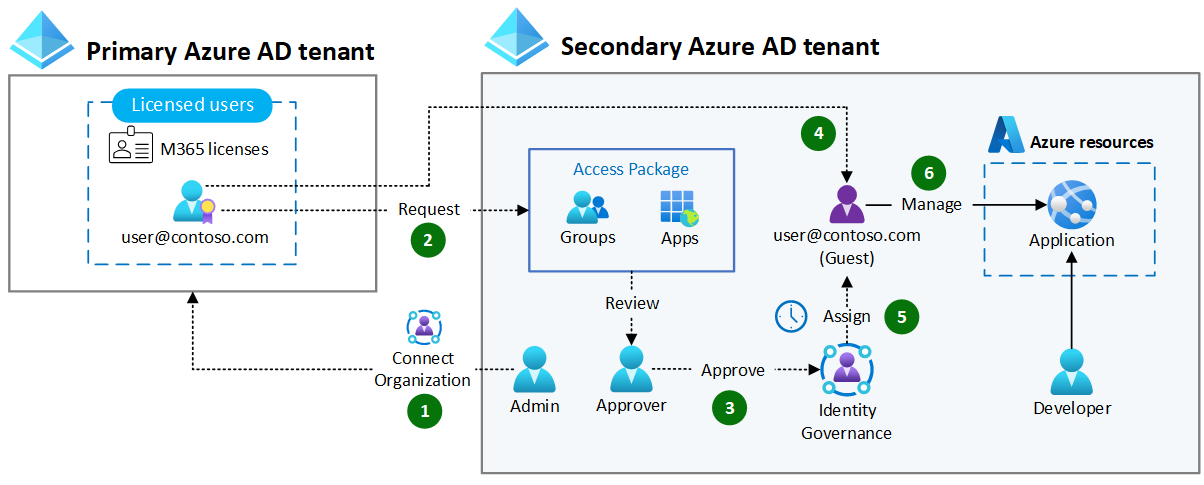 Primary Azure AD tenant
Licensed users
M365 licenses
user@contoso.com
Secondary Azure AD tenant
Request
2
Access Package
Groups
Apps
4
user@contoso.com
(Guest)
6
Manage
Azure resources
Application
Review
Connect
Organization
1
Admin
Approver
Approve
3
Assign
5
Identity
Governance
Developer